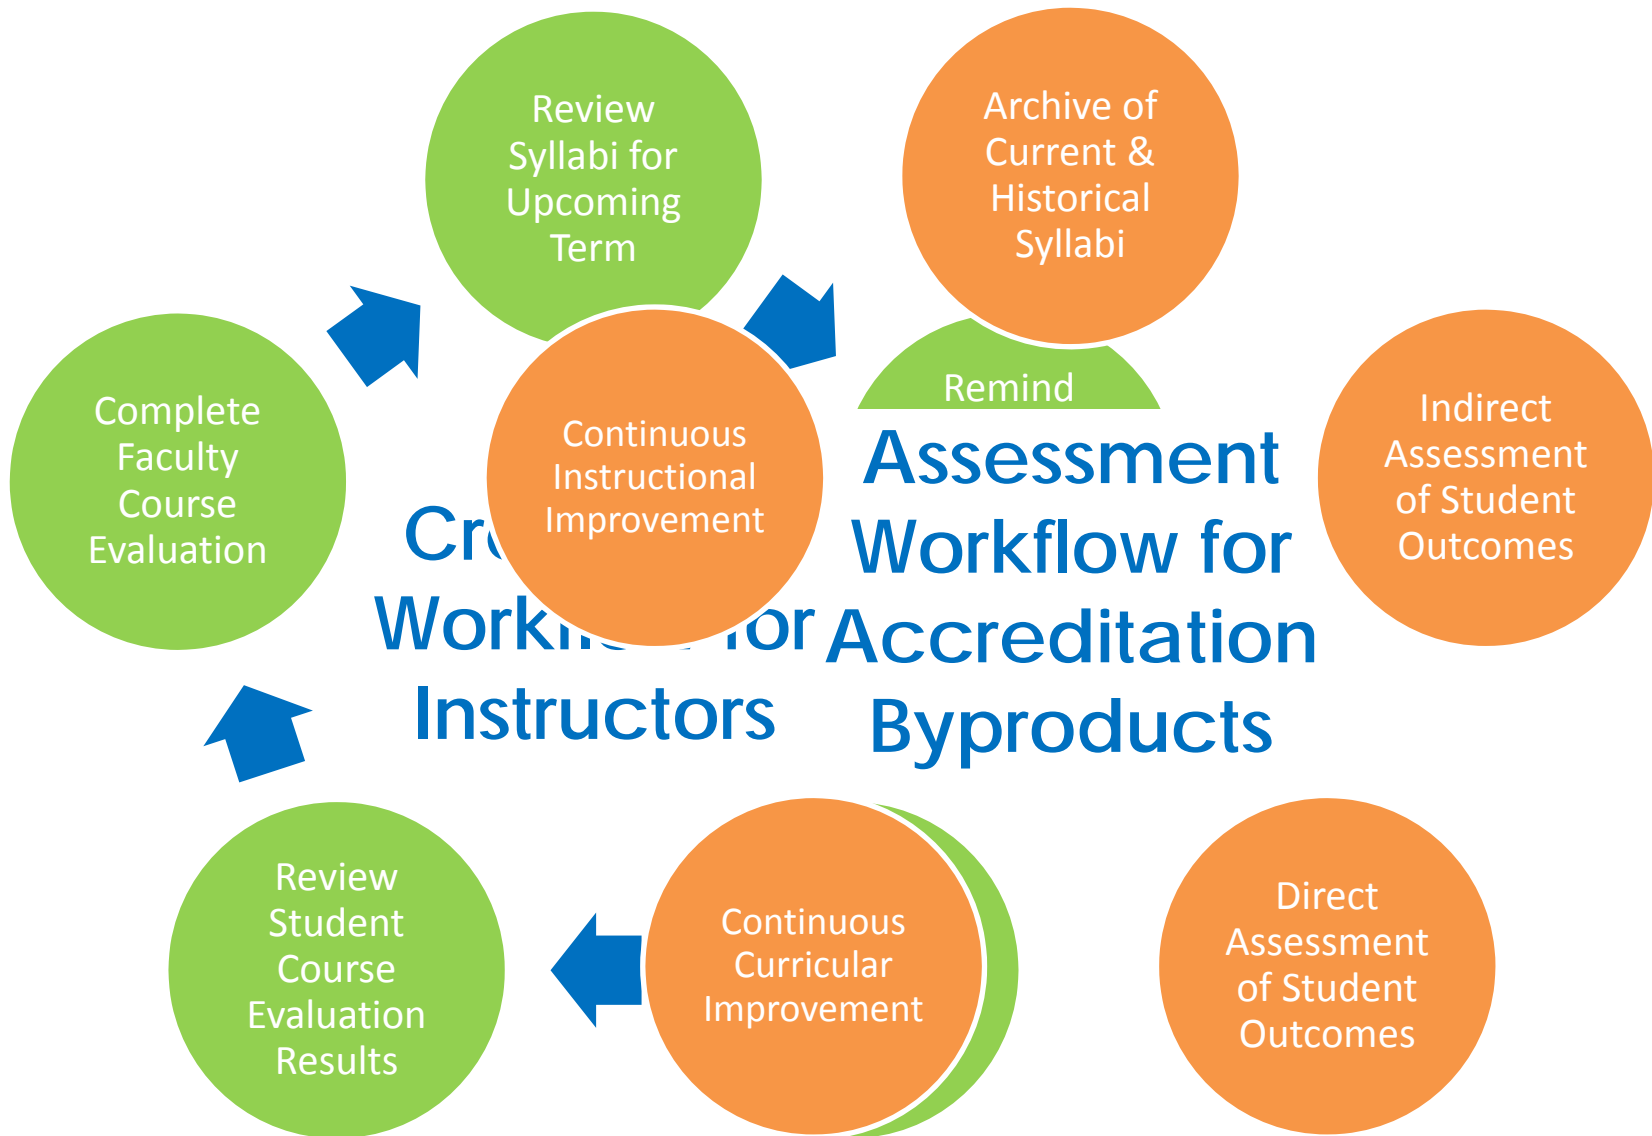 Review
Syllabi for
Upcoming
Term
Archive of
Current &
Historical
Syllabi
Complete
Faculty
Course
Evaluation
Continuous
Instructional
Improvement
Remind
Indirect
Assessment
of Student
Outcomes
for
Instructors
Assessment
Workflow for
Accreditation
Byproducts
Review
Student
Course
Evaluation
Results
Continuous
Curricular
Improvement
Direct
Assessment
of Student
Outcomes